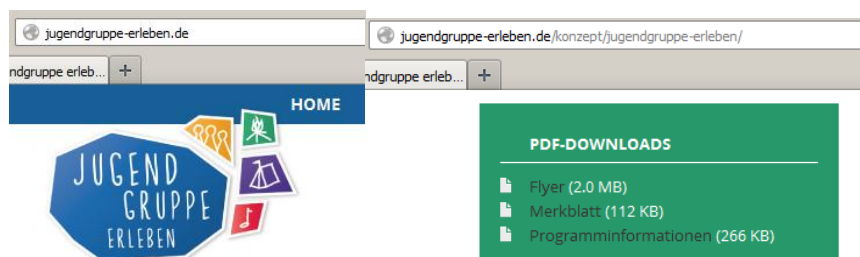 jugendgruppe-erleben.de
ndgruppe erleb... +
HOME
JUGEND
GRUPPE
ERLEBEN
jugendgruppe-erleben.de/konzept/jugendgruppe-erleben/
ndgruppe erleb... +
PDF-DOWNLOADS
Flyer (2.0 MB)
Merkblatt (112 KB)
Programminformationen (266 KB)